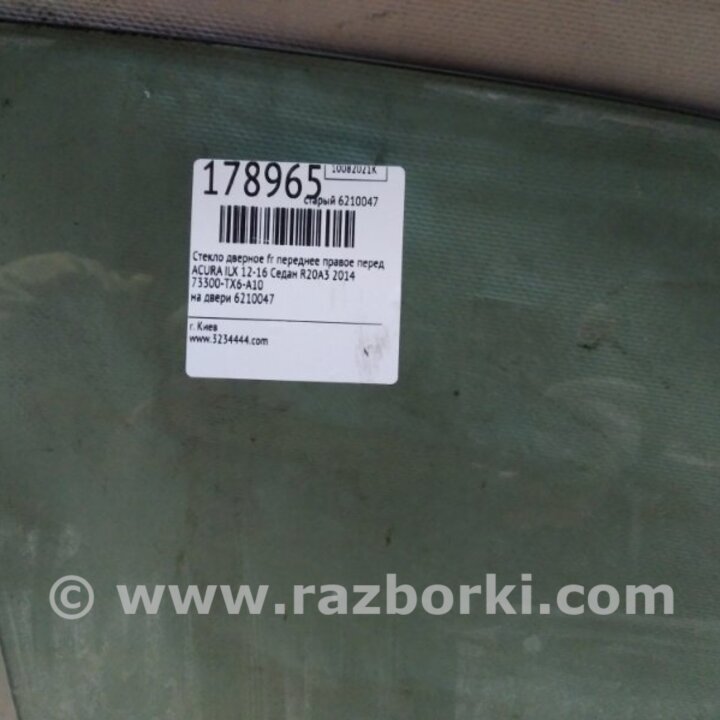 178965
10082021K
старый 6210047
Стекло дверное fr переднее правое перед
ACURA ILX 12-16 Седан R20A3 2014
73300-TX6-A10
на двери 6210047
г. Киев
www.3234444.com
© www.razborki.com